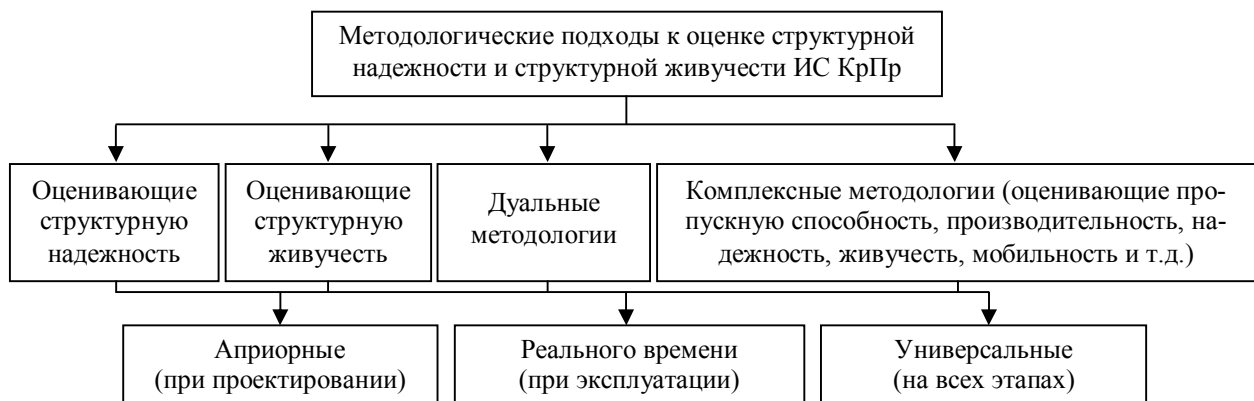 Методологические подходы к оценке структурной
надежности и структурной живучести ИС КрПр
Оценивающие
структурную
надежность
Оценивающие
структурную
живучесть
Дуальные
методологии
Комплексные методологии (оценивающие про-
пускную способность, производительность, на-
дежность, живучесть, мобильность и т.д.)
Априорные
(при проектировании)
Реального времени
(при эксплуатации)
Универсальные
(на всех этапах)